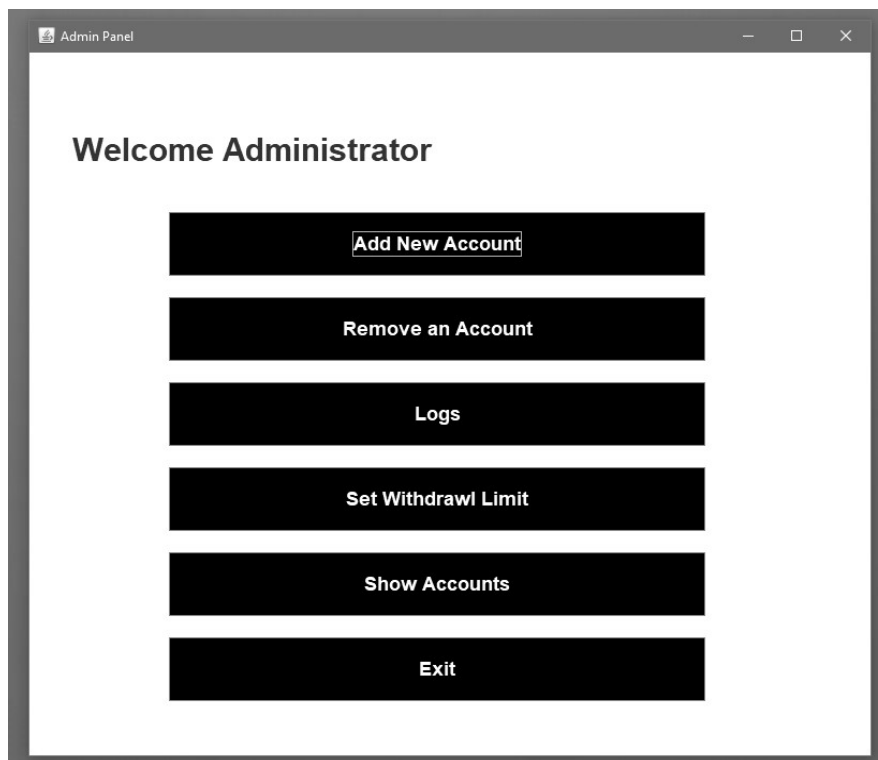 Admin Panel
Welcome Administrator
Add New Account
Remove an Account
Logs
Set Withdrawl Limit
Show Accounts
Exit